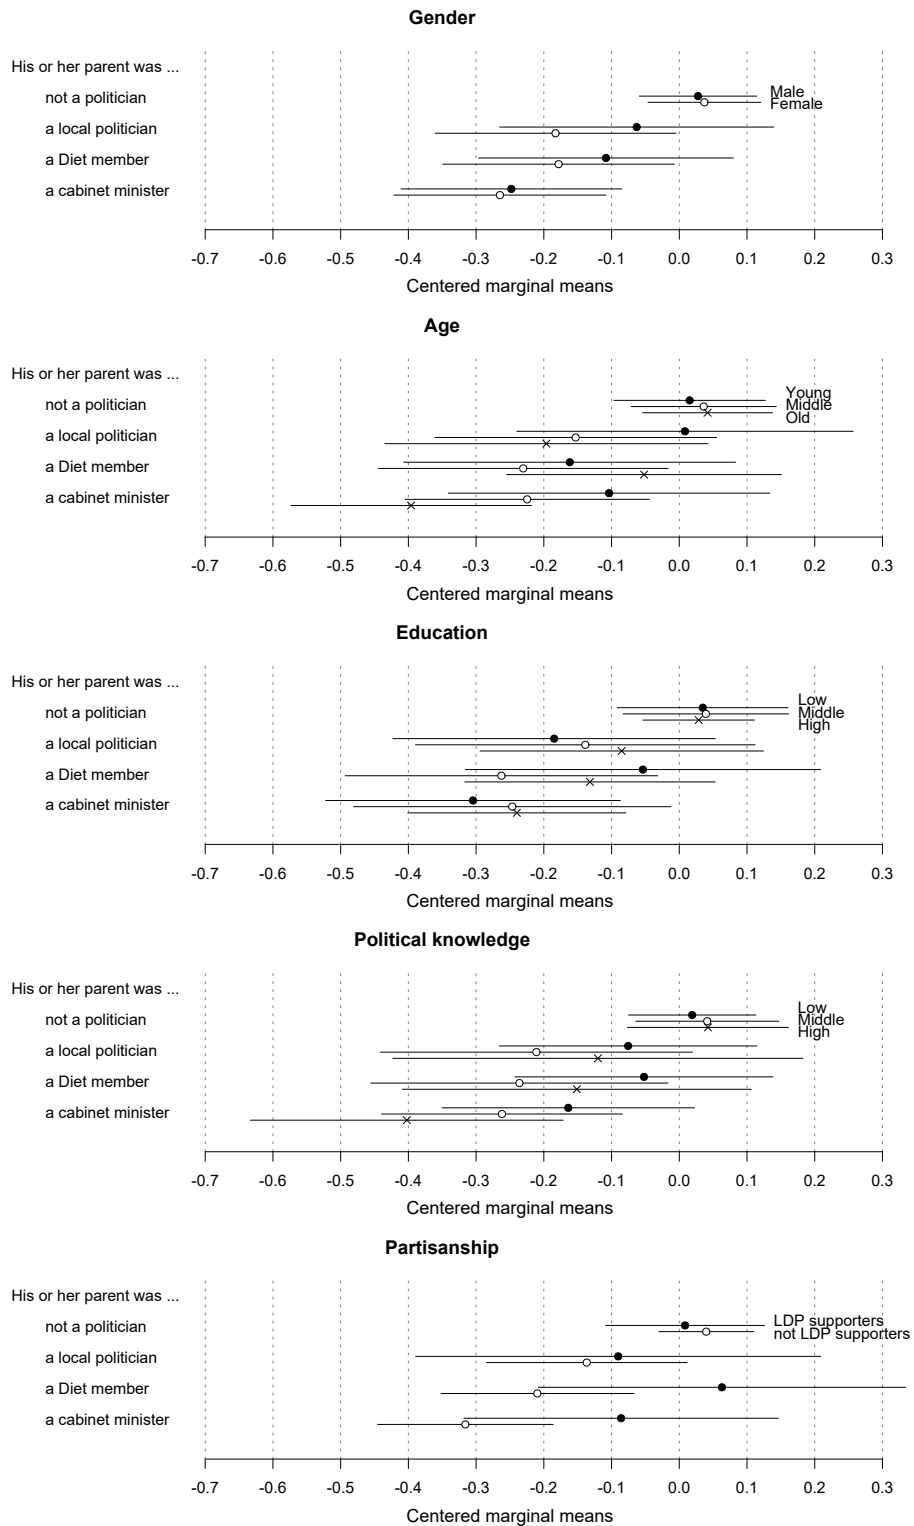 Gender
His or her parent was ...
not a politician
Male
Female
a local politician
a Diet member
a cabinet minister
-0.7 -0.6 -0.5 -0.4 -0.3 -0.2 -0.1 0.0 0.1 0.2 0.3
Centered marginal means
Age
His or her parent was ...
Young
not a politician
Middle
Old
a local politician
a Diet member
a cabinet minister
-0.7 -0.6 -0.5 -0.4 -0.3 -0.2 -0.1 0.0 0.1 0.2 0.3
Centered marginal means
Education
His or her parent was ...
Low
not a politician
Middle
High
a local politician
a Diet member
a cabinet minister
-0.7 -0.6 -0.5 -0.4 -0.3 -0.2 -0.1 0.0 0.1 0.2 0.3
Centered marginal means
Political knowledge
His or her parent was ...
Low
not a politician
Middle
High
a local politician
a Diet member
a cabinet minister
-0.7 -0.6 -0.5 -0.4 -0.3 -0.2 -0.1 0.0 0.1 0.2 0.3
Centered marginal means
Partisanship
His or her parent was ...
LDP supporters
not a politician
not LDP supporters
a local politician
a Diet member
a cabinet minister
-0.7 -0.6 -0.5 -0.4 -0.3 -0.2 -0.1 0.0 0.1 0.2 0.3
Centered marginal means